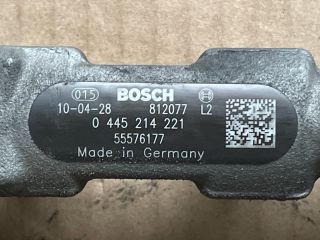 015 BOSCH
10-04-28 812077 L2
0 445 214 221
55576177
Made in Germany